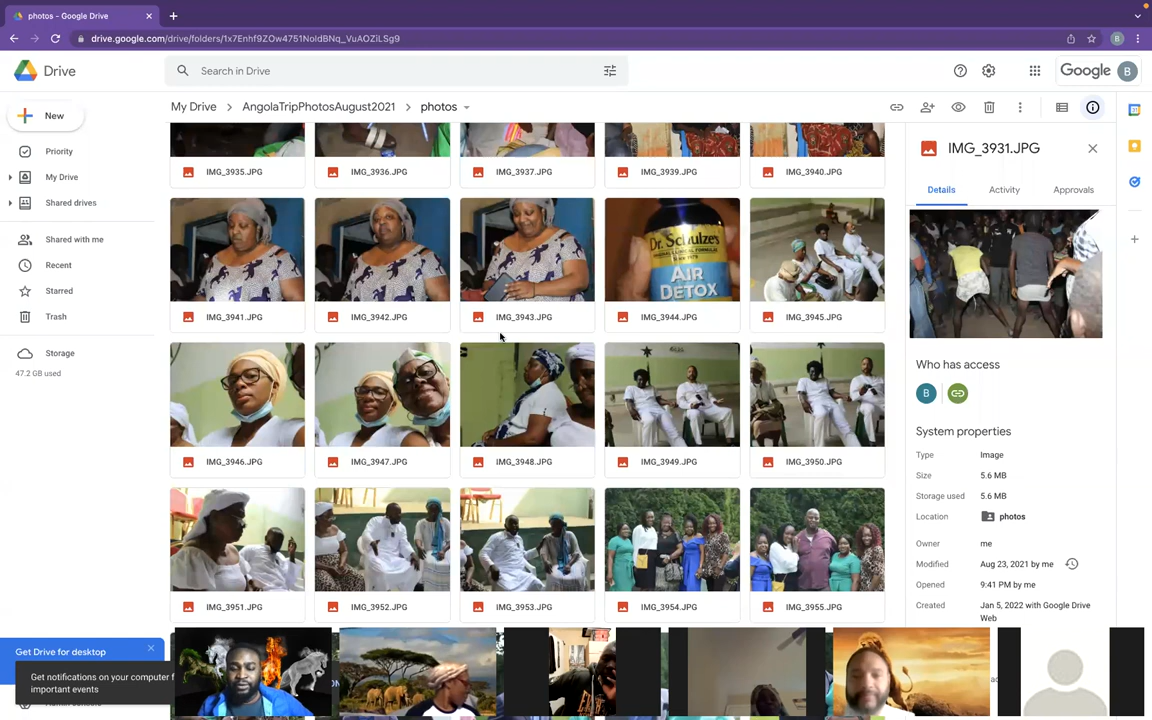 photos - Google Drive
drive.google.com/drive/folders/1x7Enhf9ZOw4751NoldBNq_VuAOZiLSg9
B
Drive
Search in Drive
Google
B
New
My Drive
AngolaTripPhotosAugust2021
photos
Priority
My Drive
Shared drives
Shared with me
Recent
Starred
Trash
Storage
47.2 GB used
IMG_3935.JPG
IMG_3936.JPG
IMG_3937.JPG
IMG_3939.JPG
IMG_3940.JPG
Dr. Schulze's
AIR
DETOX
IMG_3941.JPG
IMG_3942.JPG
IMG_3943.JPG
IMG_3944.JPG
IMG_3945.JPG
IMG_3946.JPG
IMG_3947.JPG
IMG_3948.JPG
IMG_3949.JPG
IMG_3950.JPG
IMG_3951.JPG
IMG_3952.JPG
IMG_3953.JPG
IMG_3954.JPG
IMG_3955.JPG
IMG_3931.JPG
Details
Activity
Approvals
Who has access
B
System properties
Type
Image
Size
5.6 MB
Storage used
5.6 MB
Location
photos
Owner
me
Modified
Aug 23, 2021 by me
Opened
9:41 PM by me
Created
Jan 5, 2022 with Google Drive
Web
Get Drive for desktop
Get notifications on your computer f
important events